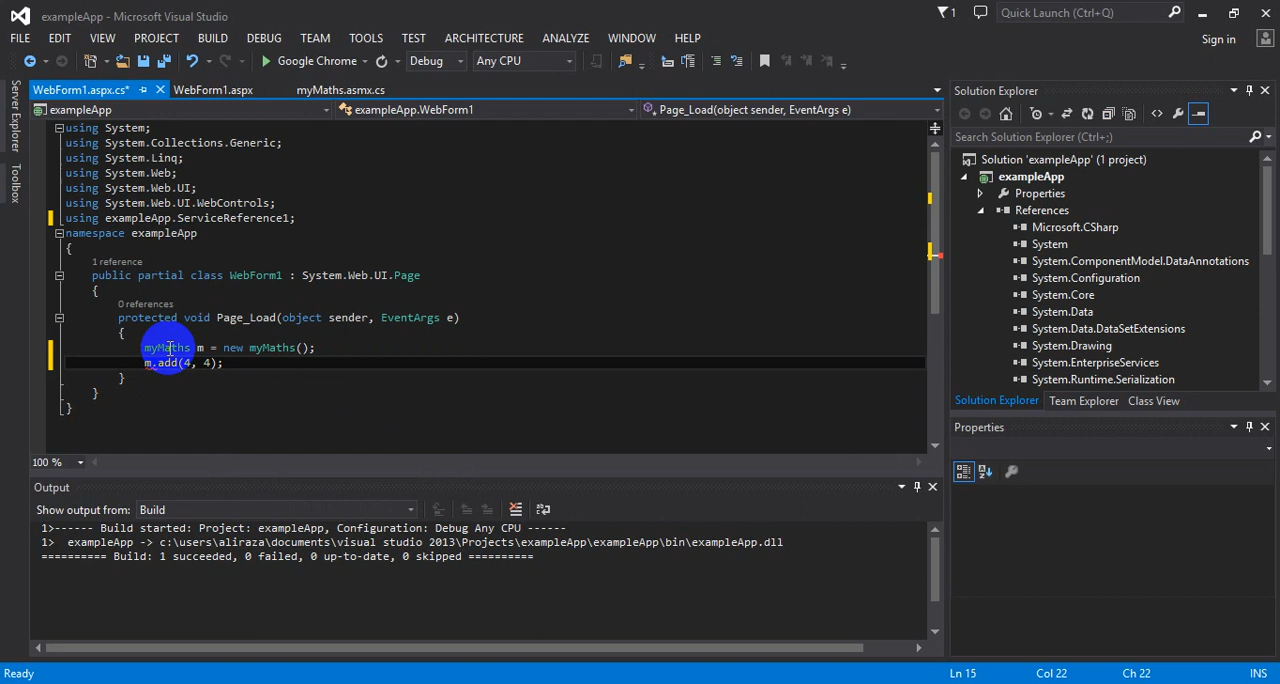 exampleApp - Microsoft Visual Studio
1
Quick Launch (Ctrl+Q)
FILE EDIT VIEW PROJECT BUILD DEBUG TEAM TOOLS TEST ARCHITECTURE ANALYZE WINDOW HELP
Sign in
Google Chrome Debug Any CPU
Server Explorer
Toolbox
WebForm1.aspx.cs* WebForm1.aspx myMaths.asmx.cs
exampleApp exampleApp.WebForm1 Page_Load(object sender, EventArgs e)
using System;
using System.Collections.Generic;
using System.Linq;
using System.Web;
using System.Web.UI;
using System.Web.UI.WebControls;
using exampleApp.ServiceReference1;
namespace exampleApp
{
1 reference
public partial class WebForm1 : System.Web.UI.Page
{
0 references
protected void Page_Load(object sender, EventArgs e)
{
myMaths m = new myMaths();
m.add(4, 4);
}
}
}
100 %
Output
Show output from: Build
1>------ Build started: Project: exampleApp, Configuration: Debug Any CPU ------
1>  exampleApp -> c:\users\aliraza\documents\visual studio 2013\Projects\exampleApp\exampleApp\bin\exampleApp.dll
========== Build: 1 succeeded, 0 failed, 0 up-to-date, 0 skipped ==========
Solution Explorer
Search Solution Explorer (Ctrl+;)
Solution 'exampleApp' (1 project)
exampleApp
Properties
References
Microsoft.CSharp
System
System.ComponentModel.DataAnnotations
System.Configuration
System.Core
System.Data
System.Data.DataSetExtensions
System.Drawing
System.EnterpriseServices
System.Runtime.Serialization
Solution Explorer Team Explorer Class View
Properties
Ready
Ln 15 Col 22 Ch 22 INS